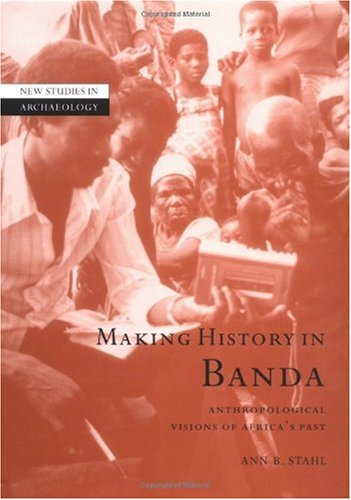 NEW STUDIES IN
ARCHAEOLOGY
MAKING HISTORY IN
BANDA
ANTHROPOLOGICAL
VISIONS OF AFRICA'S PAST
ANN B. STAHL